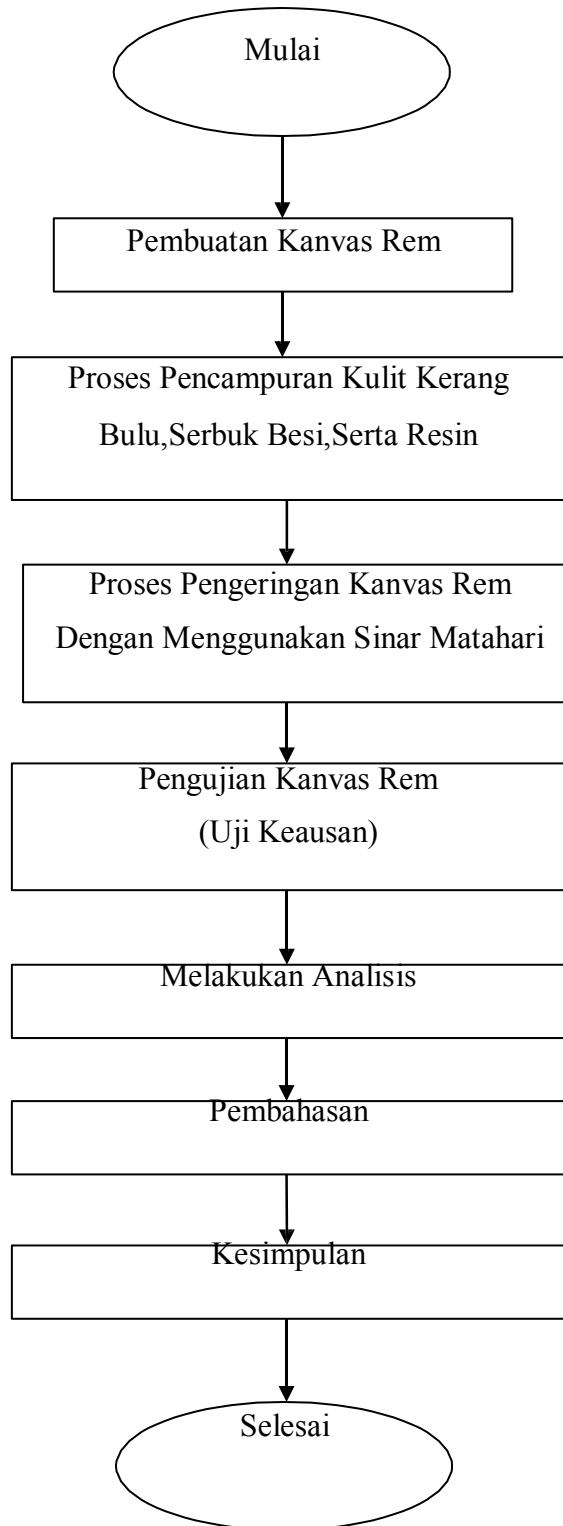 Mulai
Pembuatan Kanvas Rem
Proses Pencampuran Kulit Kerang
Bulu,Serbuk Besi,Serta Resin
Proses Pengeringan Kanvas Rem
Dengan Menggunakan Sinar Matahari
Pengujian Kanvas Rem
(Uji Keausan)
Melakukan Analisis
Pembahasan
Kesimpulan
Selesai